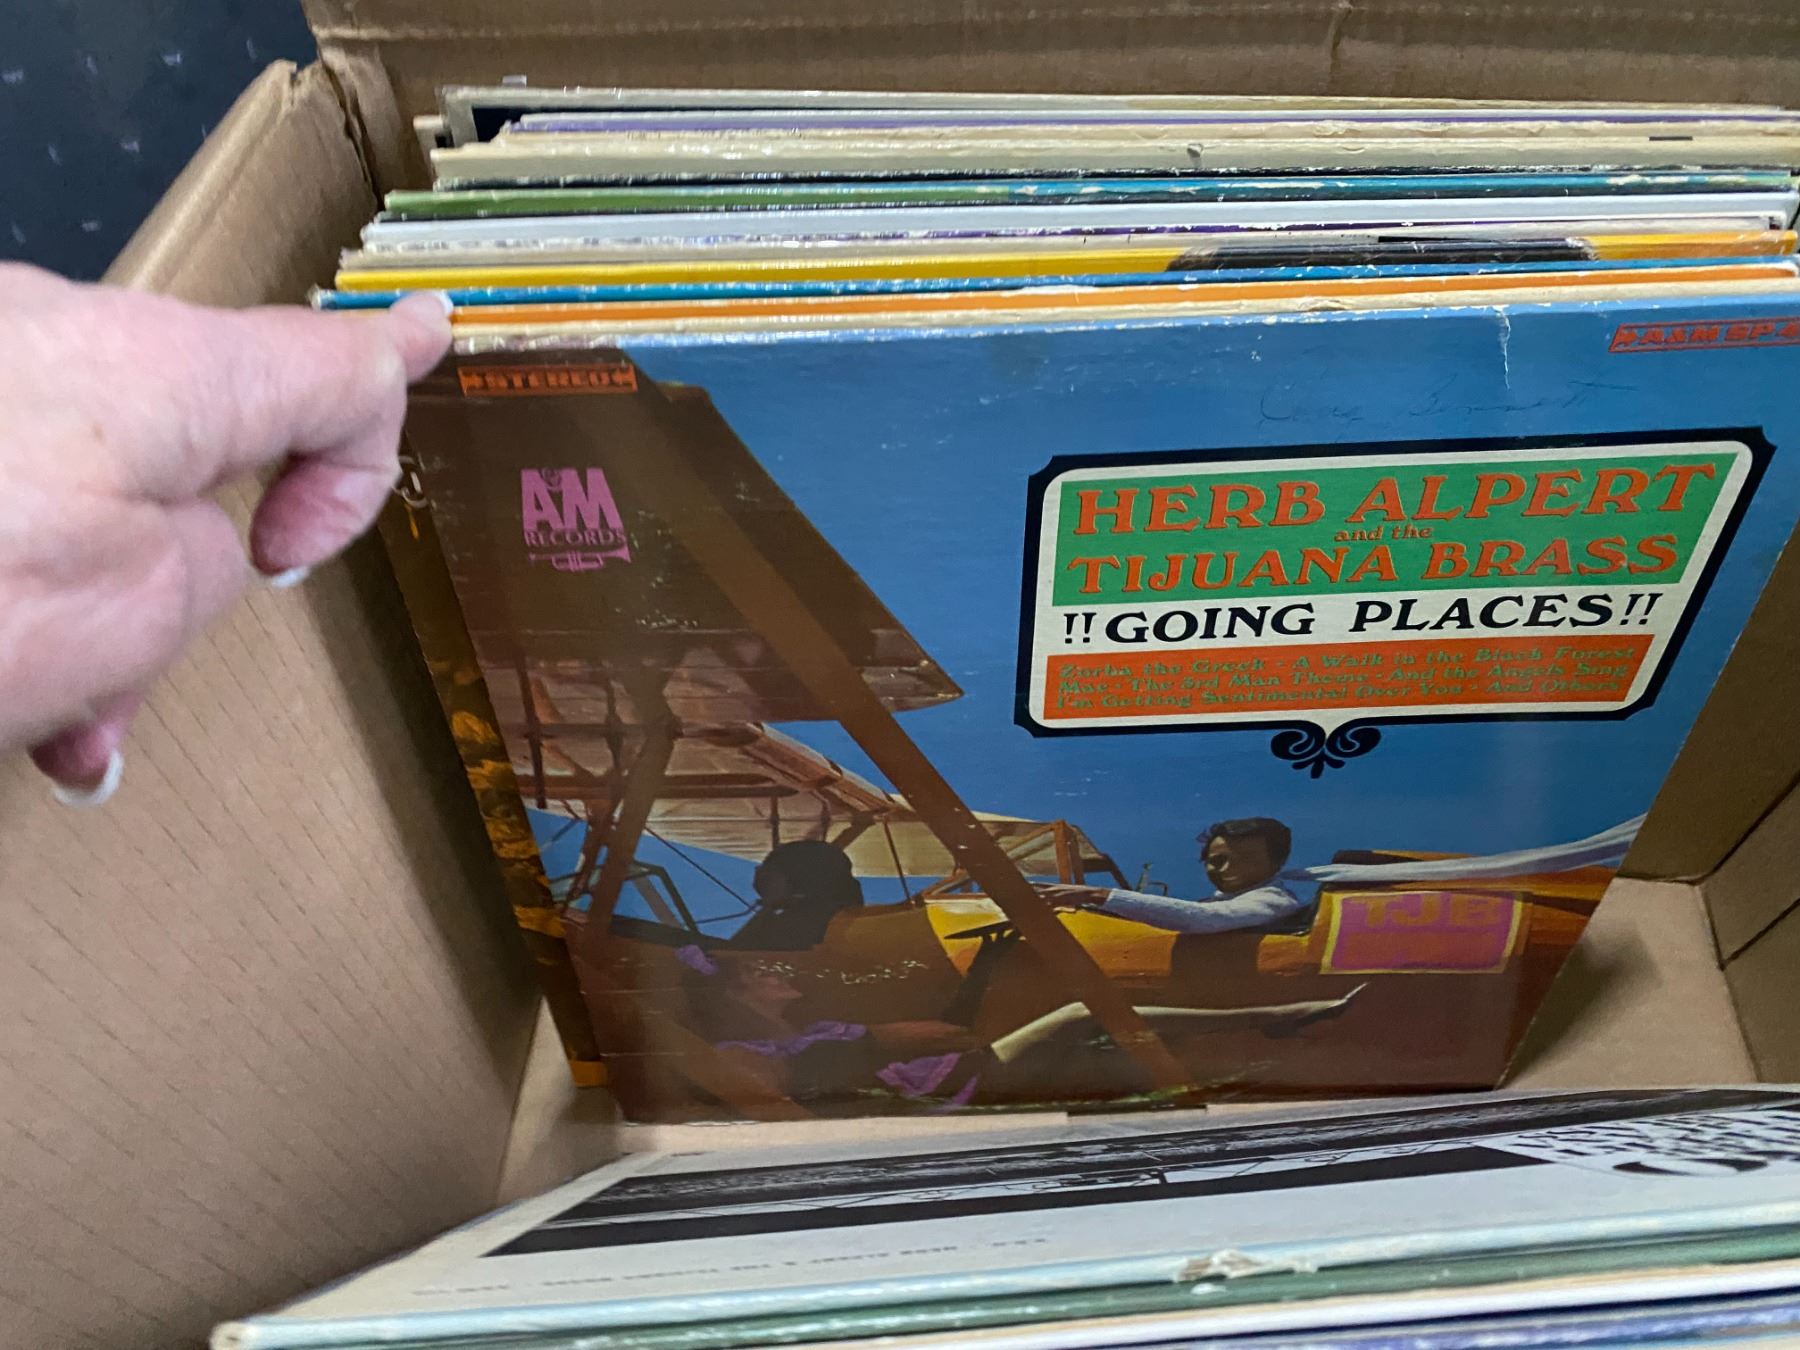 STEREO
A&M SP 4
A&M
RECORDS
HERB ALPERT
and the
TIJUANA BRASS
!!GOING PLACES!!
Zorba the Greek • A Walk in the Black Forest
Mae • The 3rd Man Theme • And the Angels Sing
I'm Getting Sentimental Over You • And Others
TJB